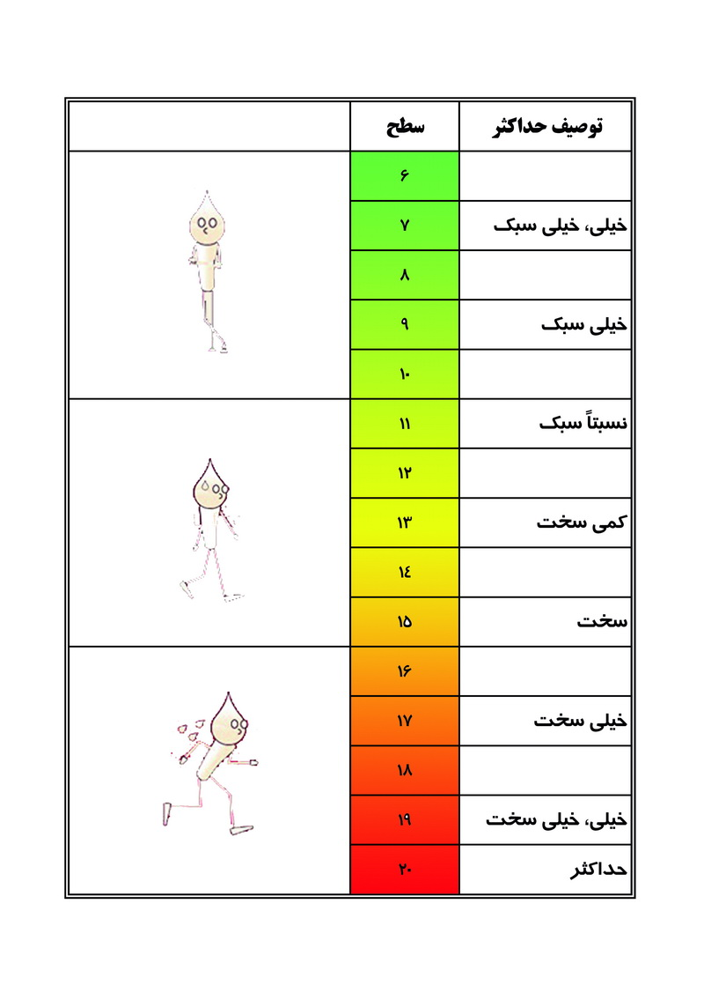 توصیف حداکثر سطح
۶
خیلی، خیلی سبک ۷
۸
خیلی سبک ۹
۱۰
نسبتاً سبک ۱۱
۱۲
کمی سخت ۱۳
۱٤
سخت ۱۵
۱۶
خیلی سخت ۱۷
۱۸
خیلی، خیلی سخت ۱۹
حداکثر ۲۰